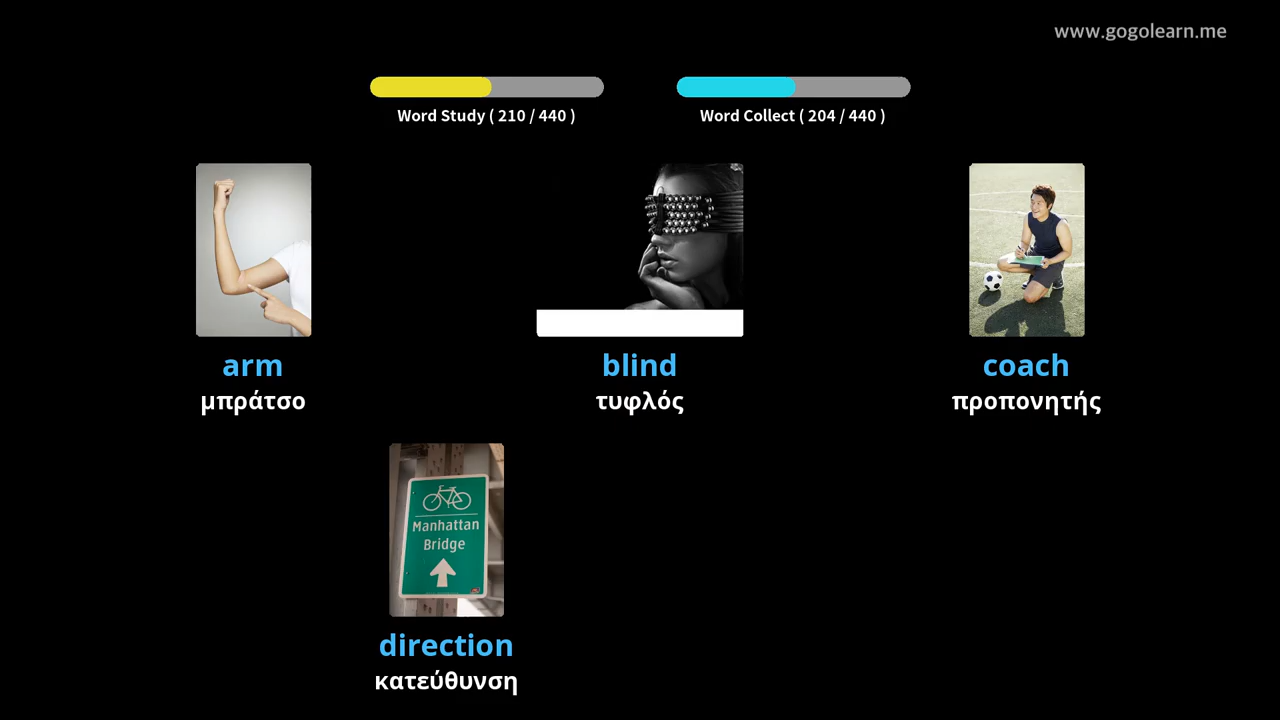 www.gogolearn.me
Word Study ( 210 / 440 )
Word Collect ( 204 / 440 )
arm
μπράτσο
blind
τυφλός
coach
προπονητής
Manhattan
Bridge
direction
κατεύθυνση